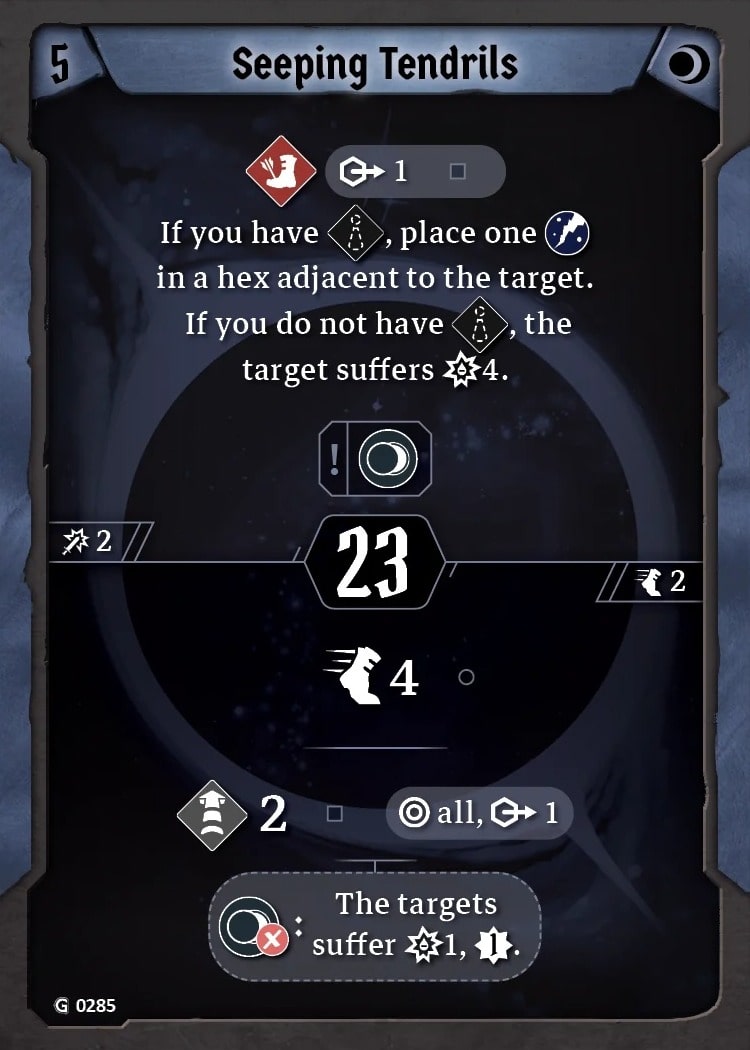 5 Seeping Tendrils
1
If you have , place one
in a hex adjacent to the target.
If you do not have , the
target suffers 4.
!
2
23
2
4
2 all, 1
: The targets
suffer 1, 1.
G 0285